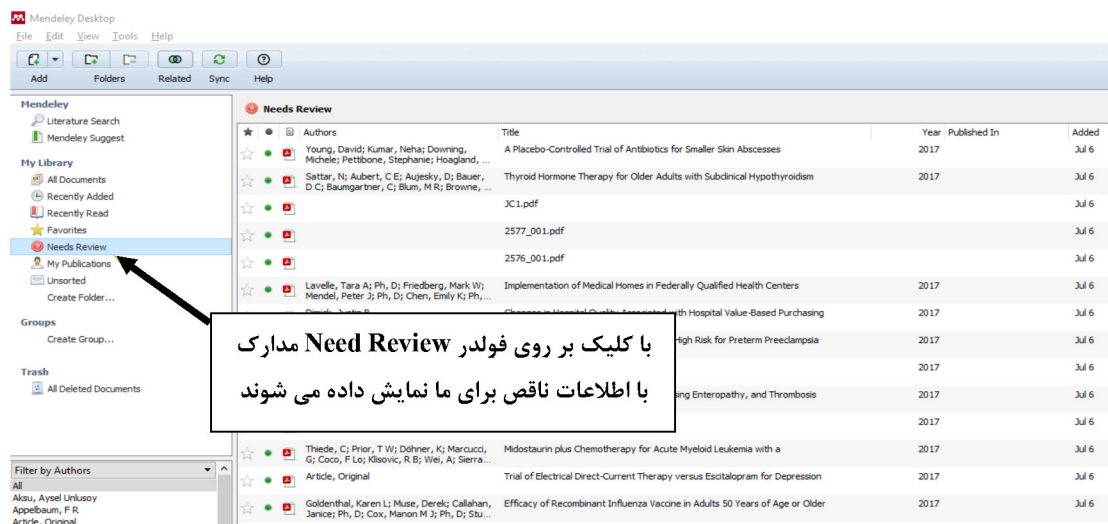 Mendeley Desktop
File Edit View Tools Help
Add Folders Related Sync Help
Mendeley
Literature Search
Mendeley Suggest
My Library
All Documents
Recently Added
Recently Read
Favorites
Needs Review
My Publications
Unsorted
Create Folder...
Groups
Create Group...
Trash
All Deleted Documents
Filter by Authors
All
Aksu, Aysel Unlusoy
Appelbaum, F R
Article, Original
Needs Review
Authors Title Year Published In Added
Young, David; Kumar, Neha; Downing, A Placebo-Controlled Trial of Antibiotics for Smaller Skin Abscesses 2017 Jul 6
Michele; Pettibone, Stephanie; Hoagland, ...
Sattar, N; Aubert, C E; Aujesky, D; Bauer, Thyroid Hormone Therapy for Older Adults with Subclinical Hypothyroidism 2017 Jul 6
D C; Baumgartner, C; Blum, M R; Browne, ...
JC1.pdf Jul 6
2577_001.pdf Jul 6
2576_001.pdf Jul 6
Lavelle, Tara A; Ph, D; Friedberg, Mark W; Implementation of Medical Homes in Federally Qualified Health Centers 2017 Jul 6
Mendel, Peter J; Ph, D; Chen, Emily K; Ph,...
with Hospital Value-Based Purchasing 2017 Jul 6
High Risk for Preterm Preeclampsia 2017 Jul 6
2017 Jul 6
Enteropathy, and Thrombosis 2017 Jul 6
2017 Jul 6
با کلیک بر روی فولدر Need Review مدارک
با اطلاعات ناقص برای ما نمایش داده می شوند
Thiede, C; Prior, T W; Döhner, K; Marcucci, Midostaurin plus Chemotherapy for Acute Myeloid Leukemia with a 2017 Jul 6
G; Coco, F Lo; Klisovic, R B; Wei, A; Sierra...
Article, Original Trial of Electrical Direct-Current Therapy versus Escitalopram for Depression 2017 Jul 6
Goldenthal, Karen L; Muse, Derek; Callahan, Efficacy of Recombinant Influenza Vaccine in Adults 50 Years of Age or Older 2017 Jul 6
Janice; Ph, D; Cox, Manon M J; Ph, D; Stu...